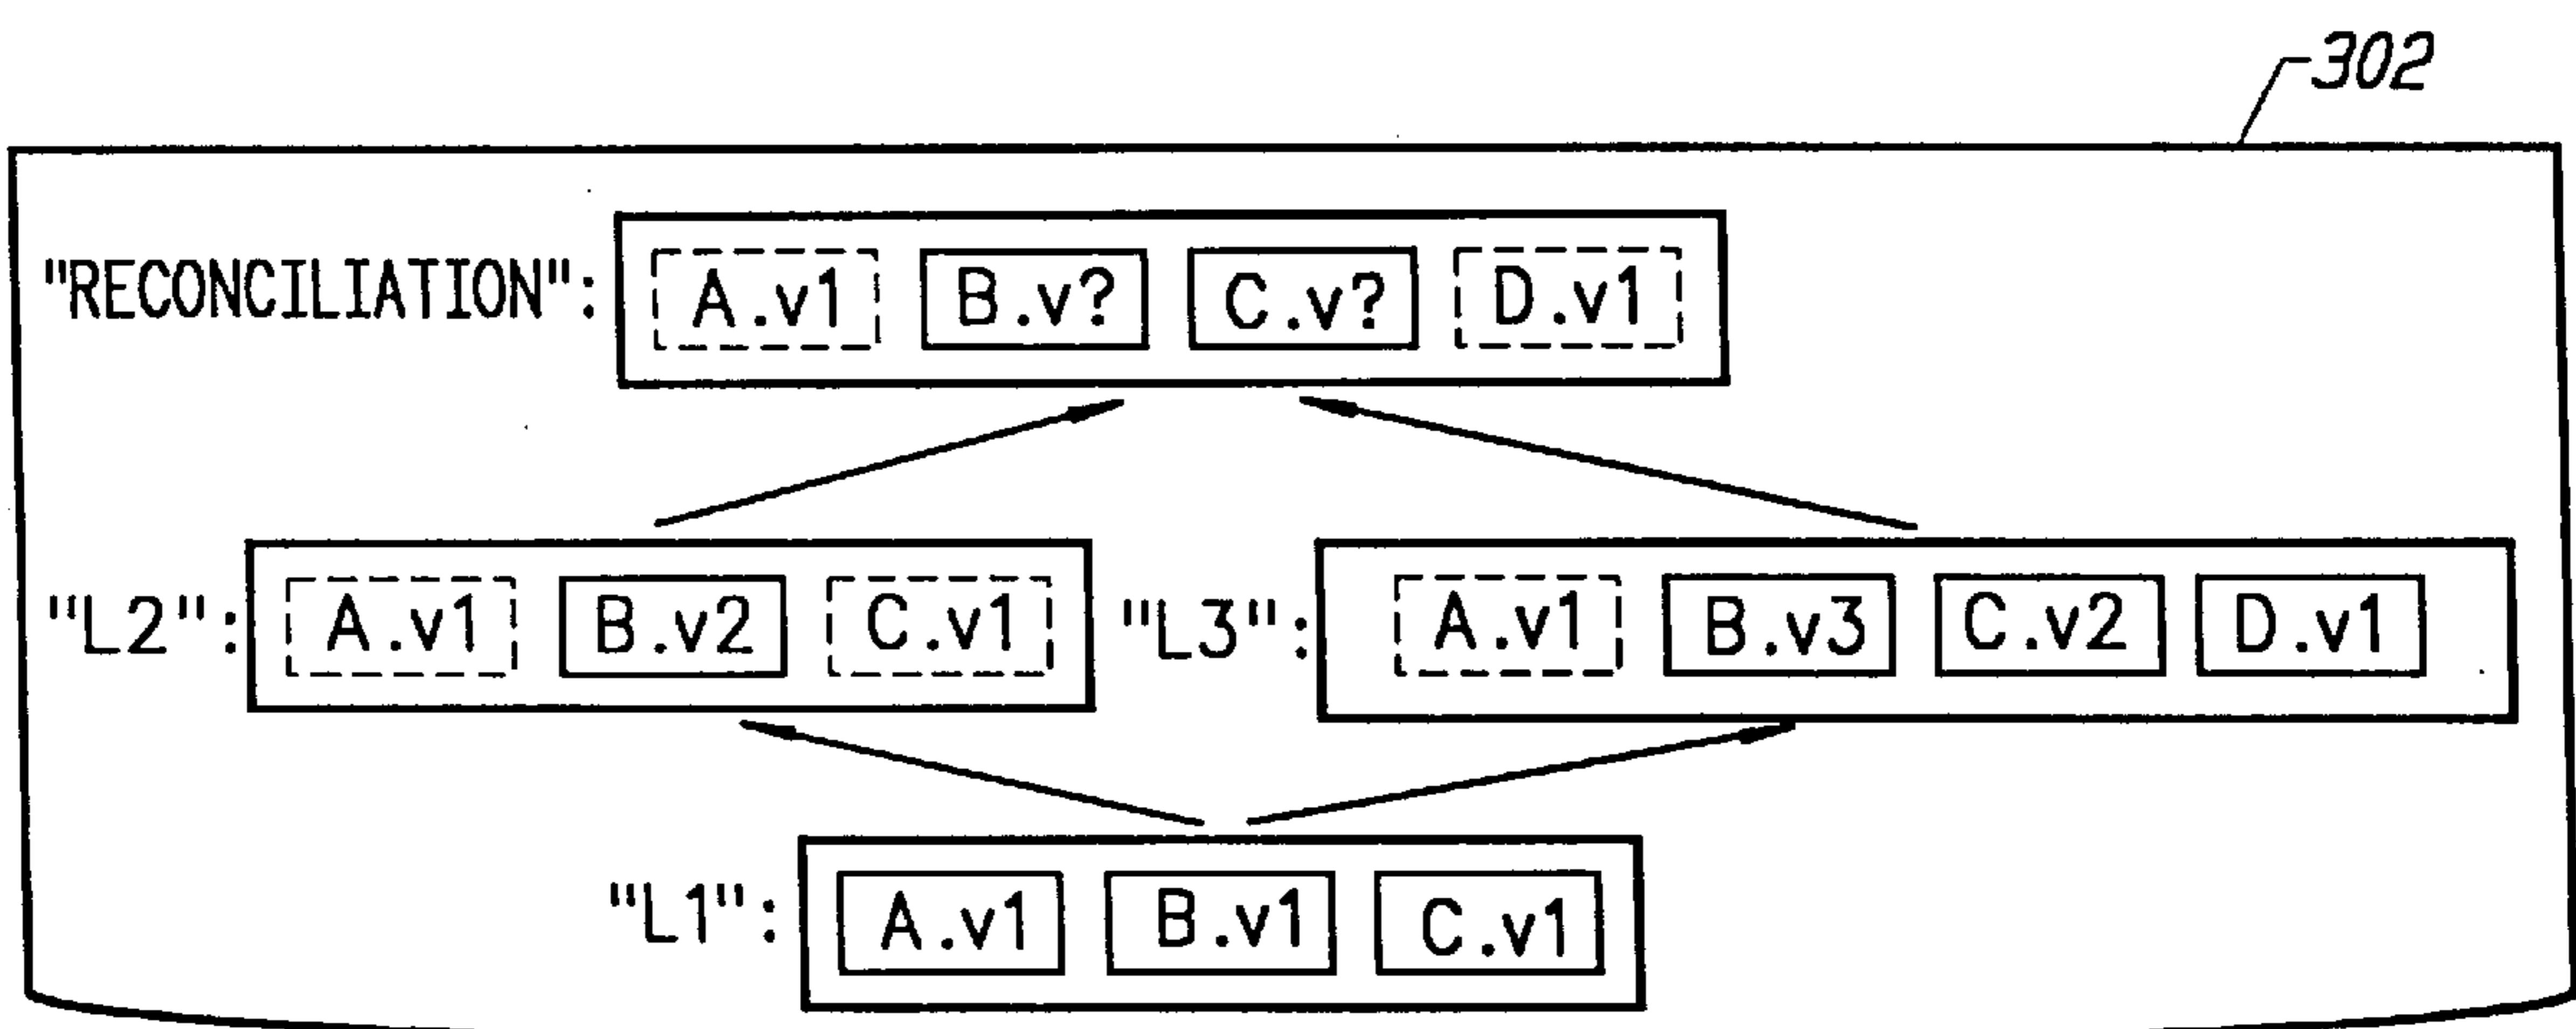 302
"RECONCILIATION": A.v1 B.v? C.v? D.v1
"L2": A.v1 B.v2 C.v1 "L3": A.v1 B.v3 C.v2 D.v1
"L1": A.v1 B.v1 C.v1